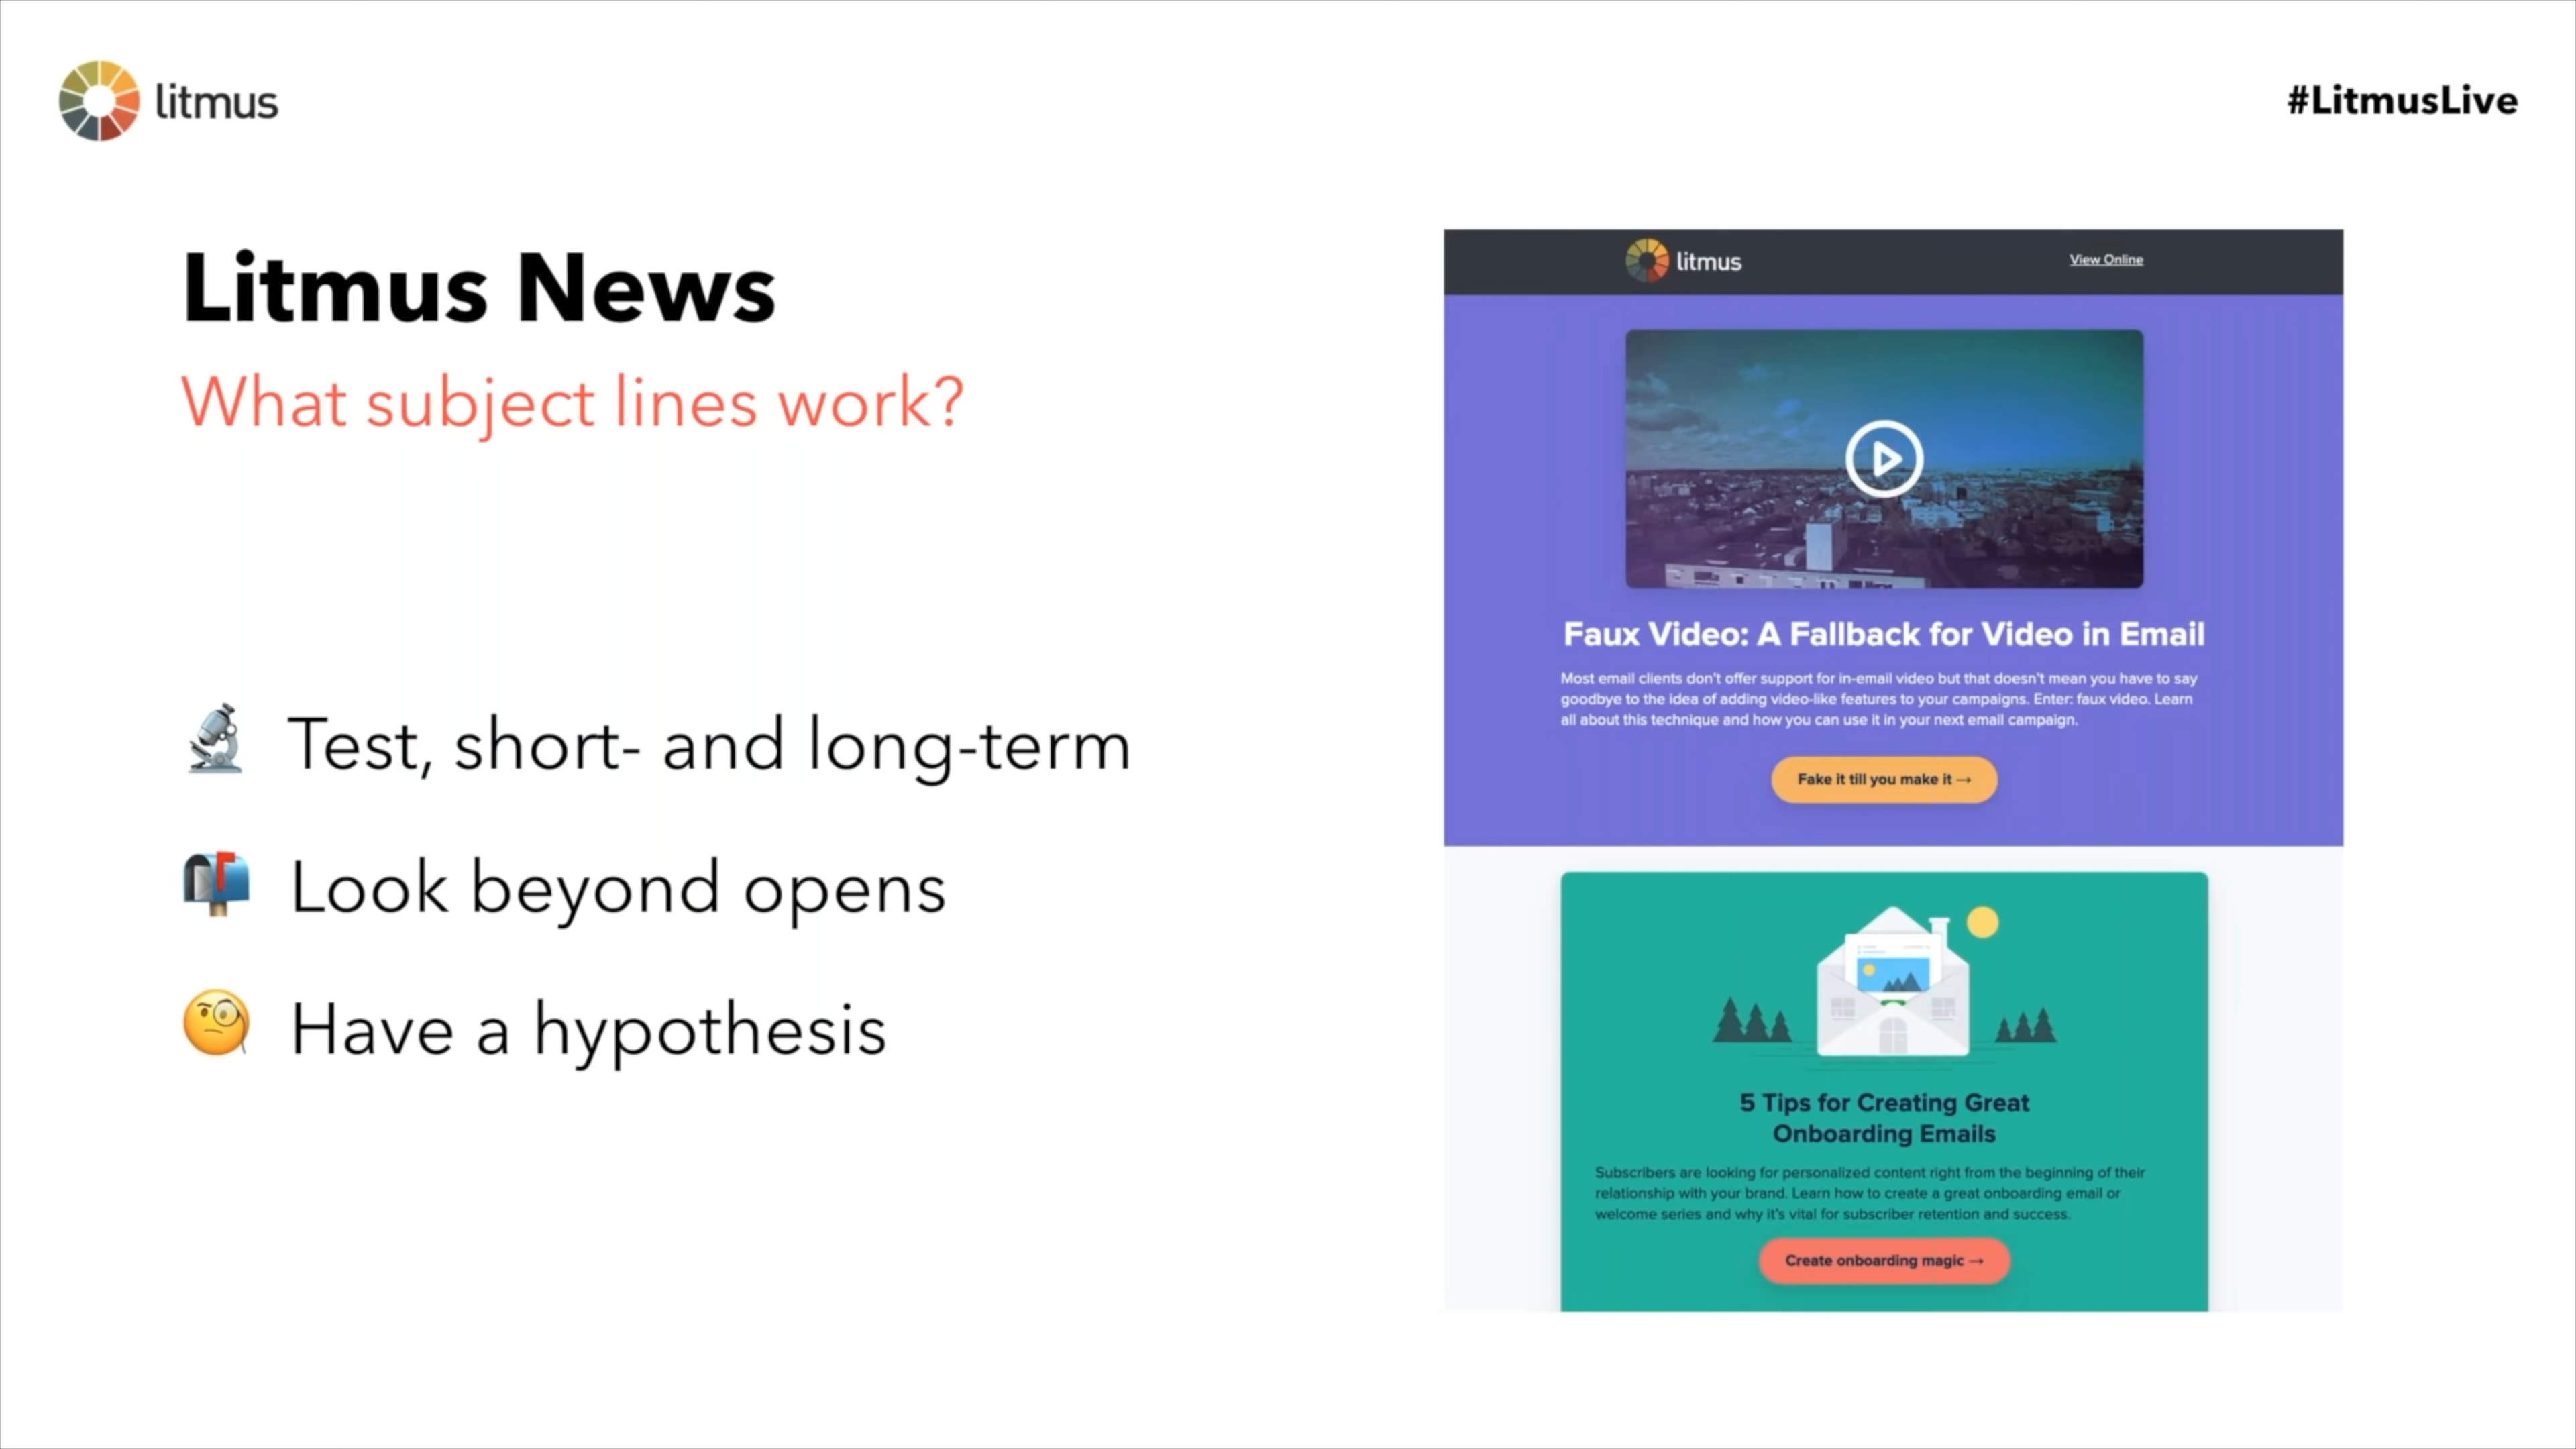 litmus
#LitmusLive
Litmus News
What subject lines work?
Test, short- and long-term
Look beyond opens
Have a hypothesis
litmus
View Online
Faux Video: A Fallback for Video in Email
Most email clients don't offer support for in-email video but that doesn't mean you have to say
goodbye to the idea of adding video-like features to your campaigns. Enter: faux video. Learn
all about this technique and how you can use it in your next email campaign.
Fake it till you make it →
5 Tips for Creating Great
Onboarding Emails
Subscribers are looking for personalized content right from the beginning of their
relationship with your brand. Learn how to create a great onboarding email or
welcome series and why it's vital for subscriber retention and success.
Create onboarding magic →